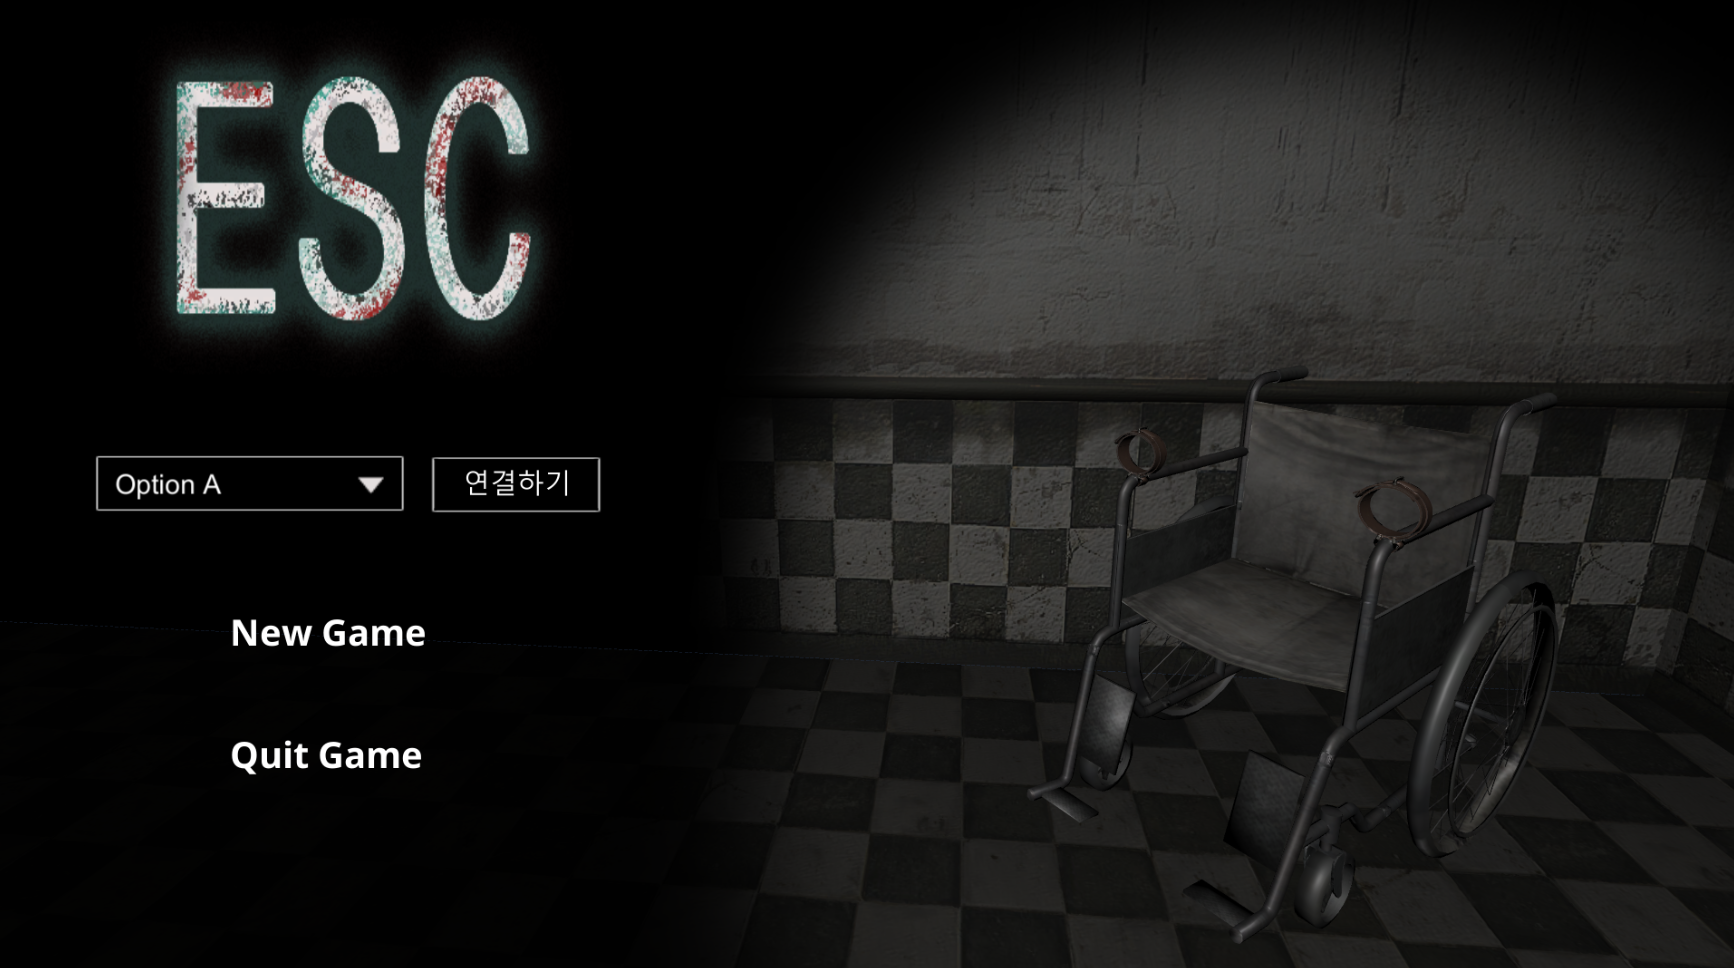 ESC
Option A
연결하기
New Game
Quit Game